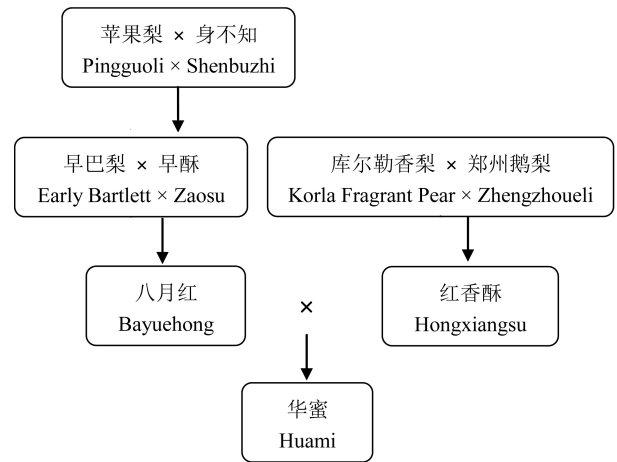 苹果梨 × 身不知
Pingguoli × Shenbuzhi
早巴梨 × 早酥
Early Bartlett × Zaosu
库尔勒香梨 × 郑州鹅梨
Korla Fragrant Pear × Zhengzhoueli
八月红
Bayuehong
×
红香酥
Hongxiangsu
华蜜
Huami